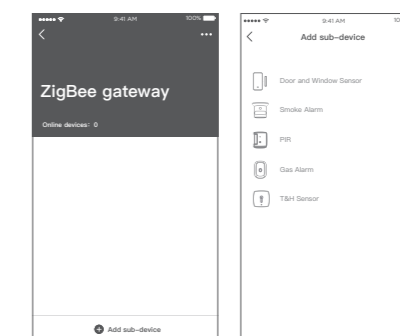 9:41 AM 100%
ZigBee gateway
Online devices: 0
Add sub-device
9:41 AM 10
Add sub-device
Door and Window Sensor
Smoke Alarm
PIR
Gas Alarm
T&H Sensor